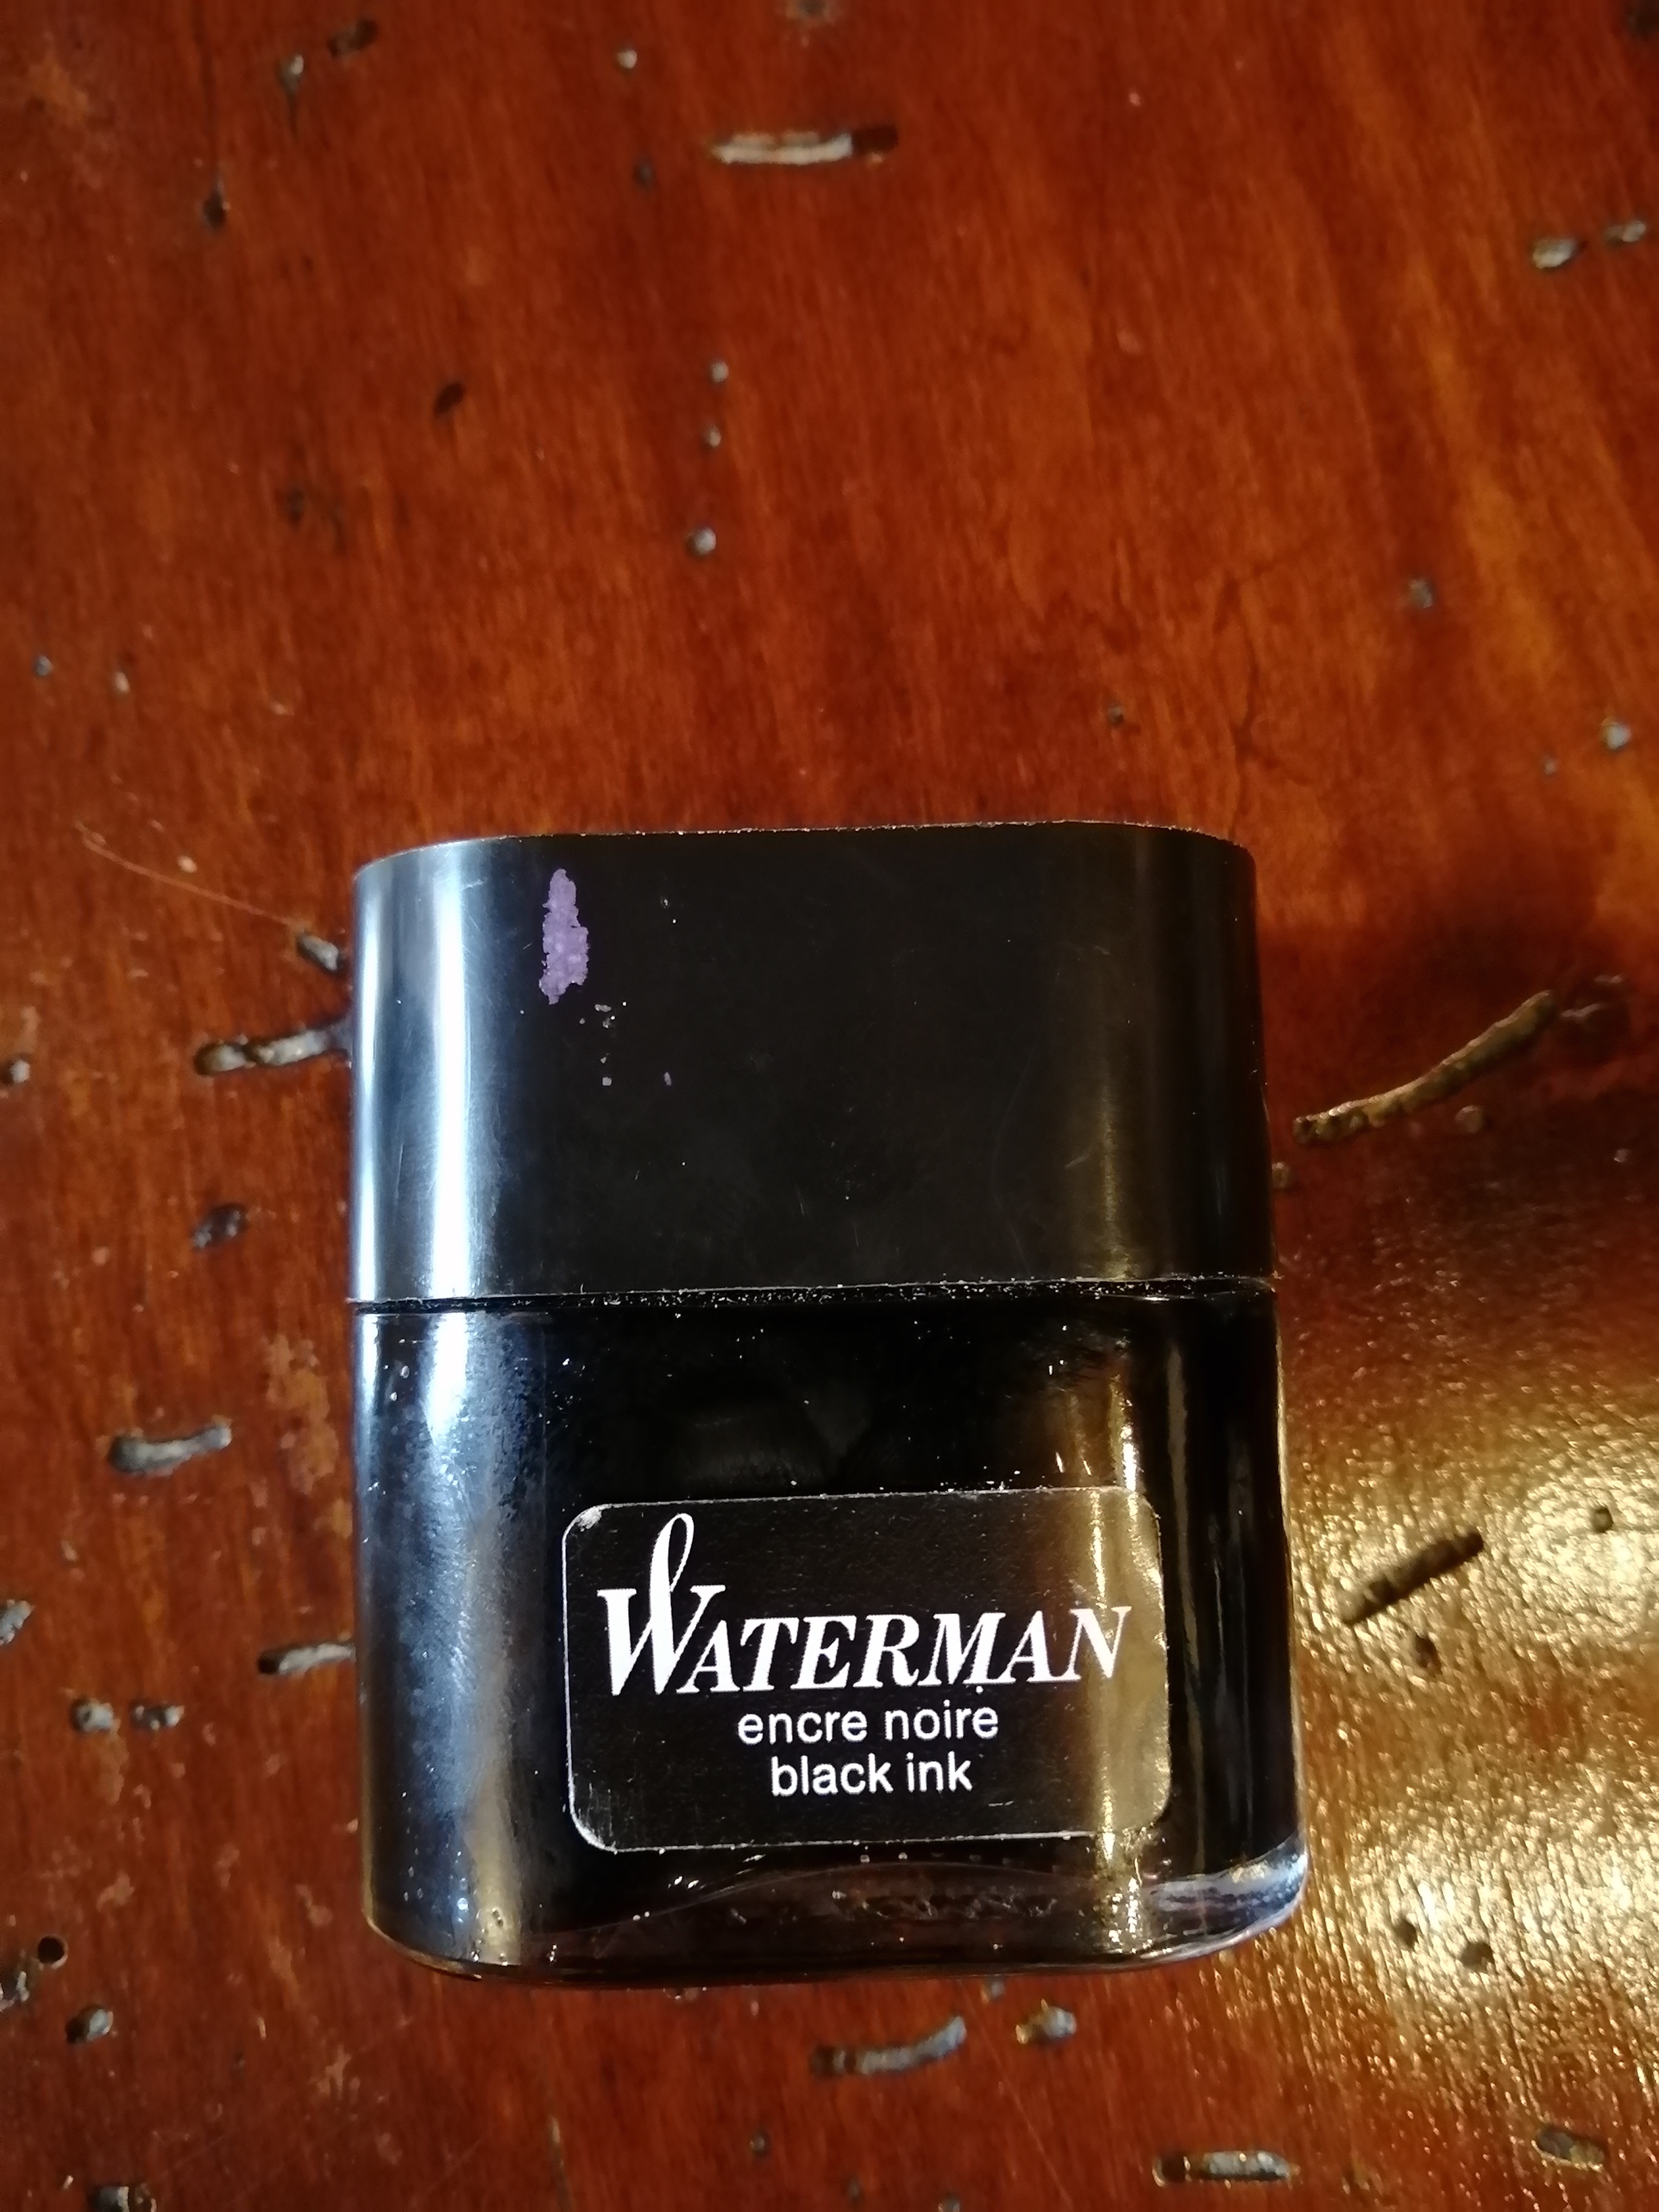 WATERMAN
encre noire
black ink